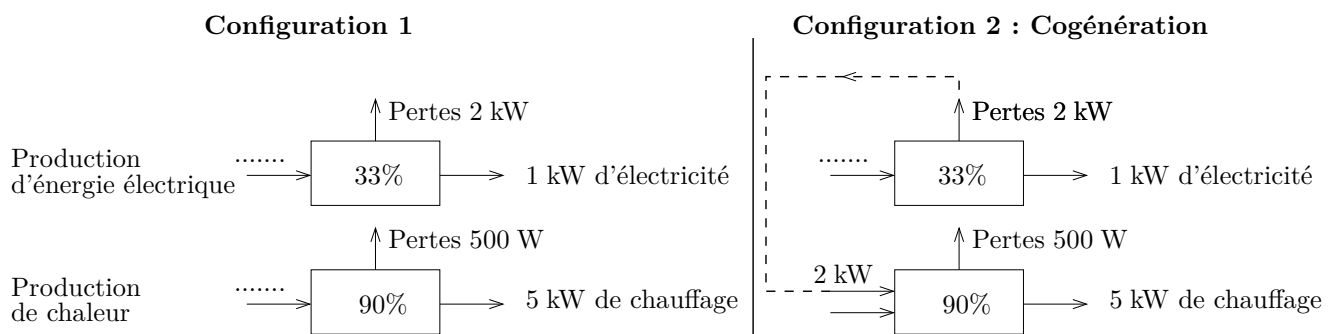 Configuration 1
Production
d'énergie électrique
.......
33%
Pertes 2 kW
1 kW d'électricité
Production
de chaleur
.......
90%
Pertes 500 W
5 kW de chauffage
Configuration 2 : Cogénération
.......
33%
Pertes 2 kW
1 kW d'électricité
2 kW
90%
Pertes 500 W
5 kW de chauffage